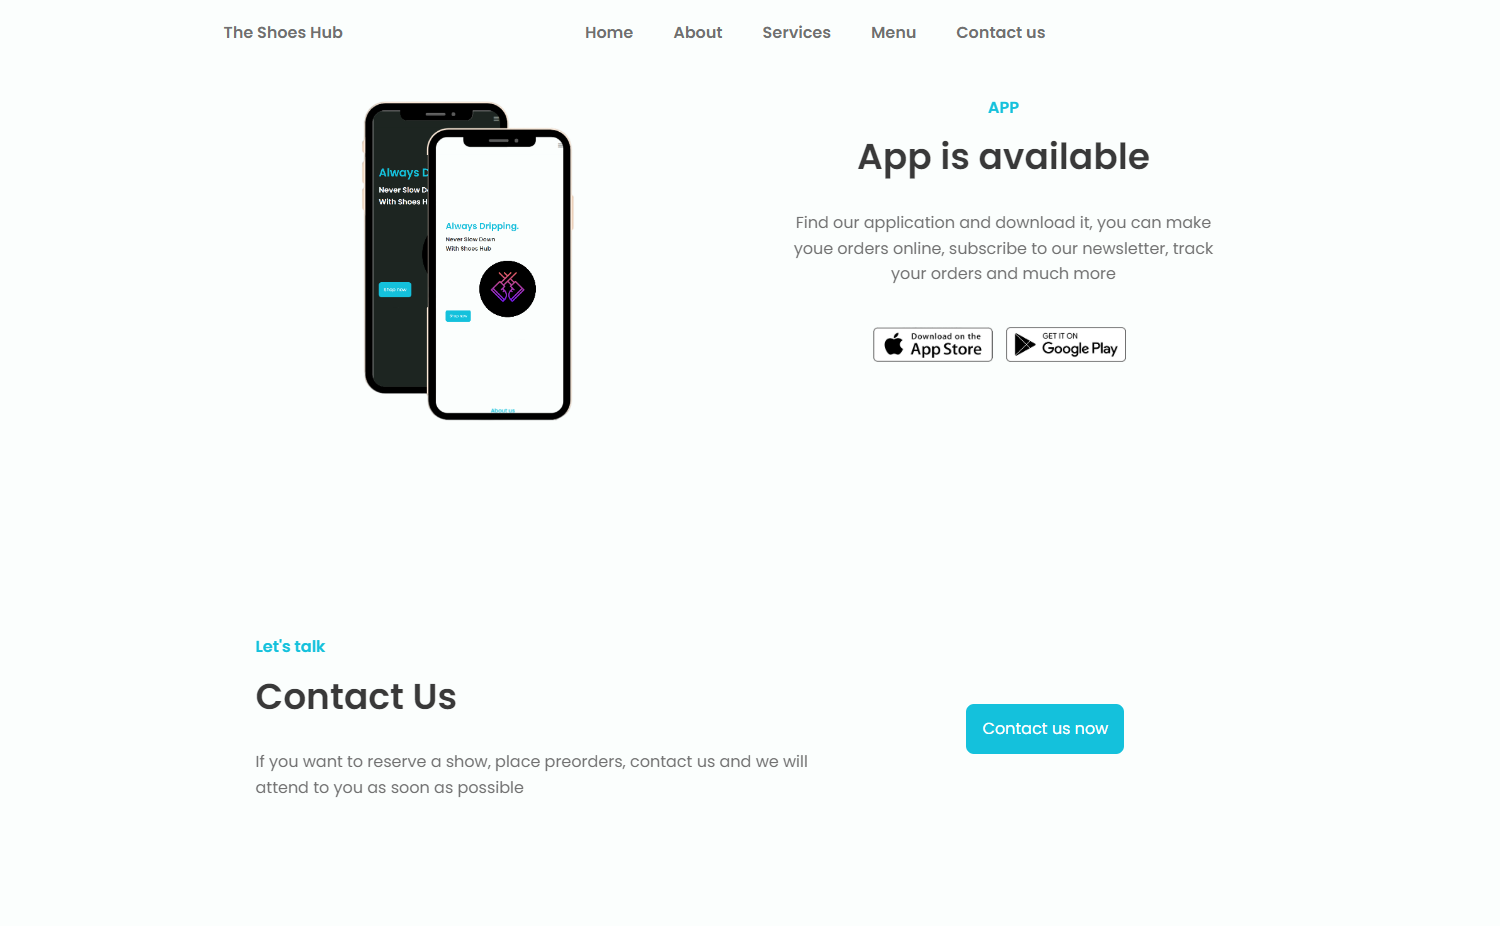 The Shoes Hub
Home About Services Menu Contact us
Always D
Never Slow D
With Shoes H
Shop now
Always Dripping.
Never Slow Down
With Shoes Hub
Shop now
About us
APP
App is available
Find our application and download it, you can make
youe orders online, subscribe to our newsletter, track
your orders and much more
Download on the
App Store
GET IT ON
Google Play
Let's talk
Contact Us
If you want to reserve a show, place preorders, contact us and we will
attend to you as soon as possible
Contact us now